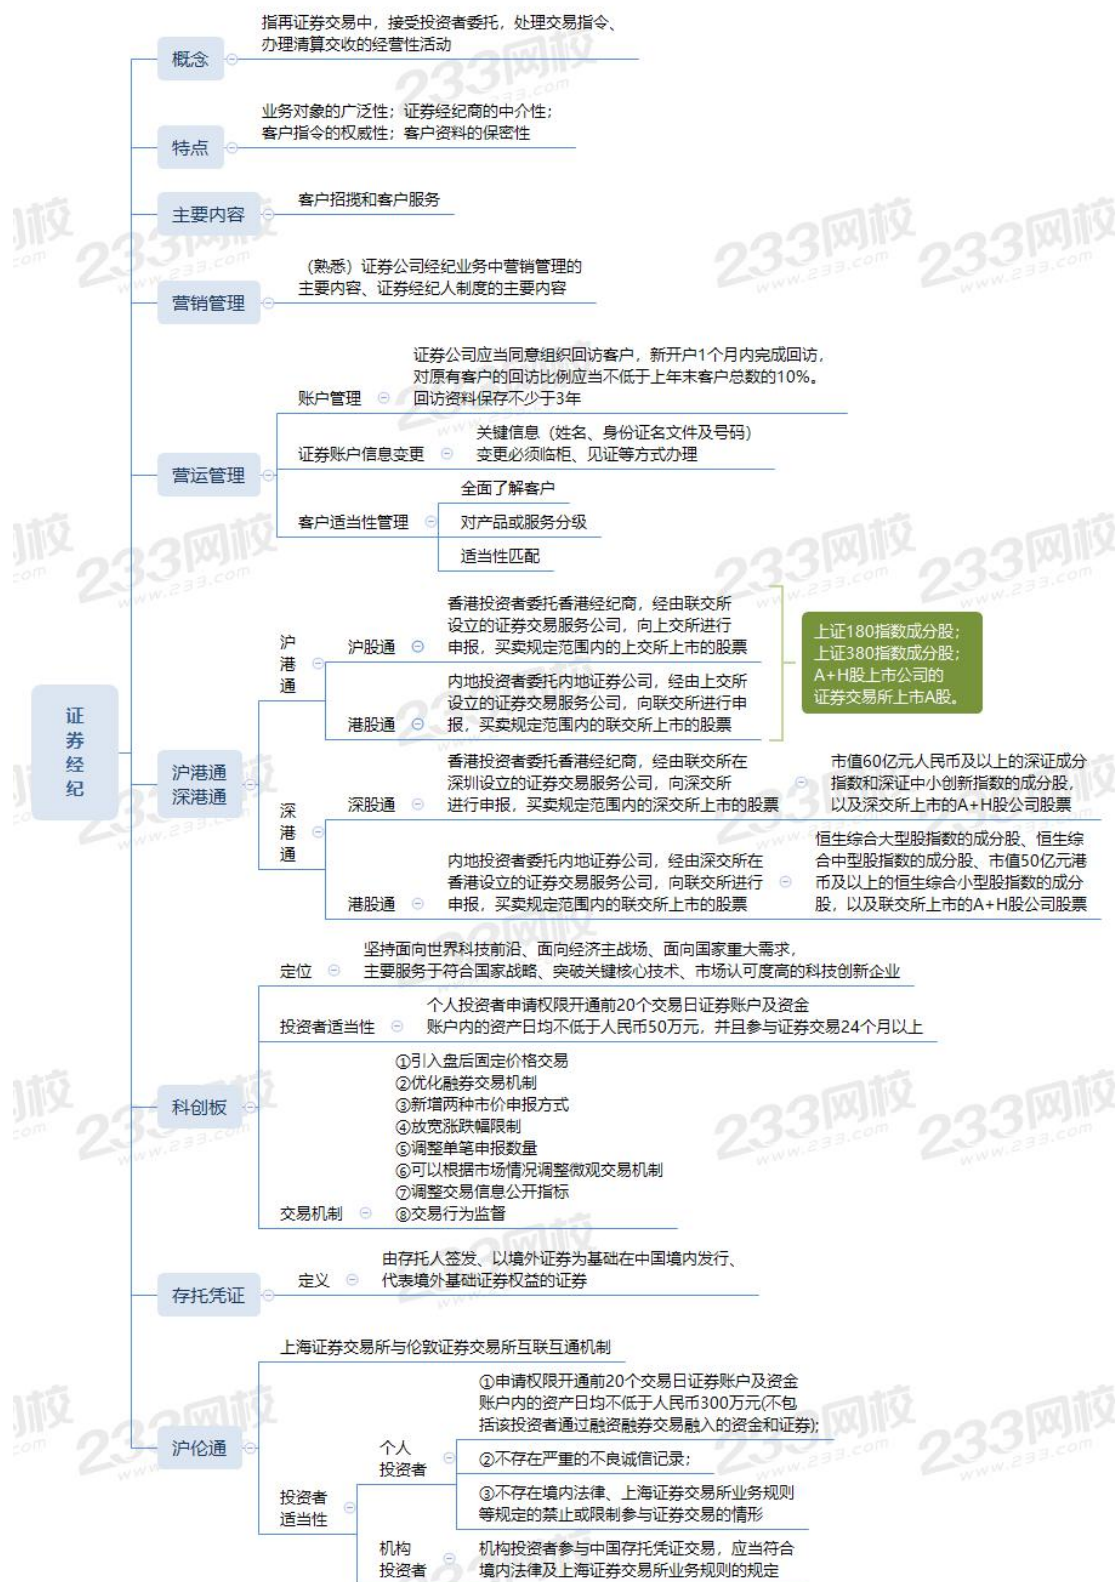 证券经纪
概念
指再证券交易中，接受投资者委托，处理交易指令、
办理清算交收的经营性活动
特点
业务对象的广泛性；证券经纪商的中介性；
客户指令的权威性；客户资料的保密性
主要内容
客户招揽和客户服务
营销管理
（熟悉）证券公司经纪业务中营销管理的
主要内容、证券经纪人制度的主要内容
营运管理
账户管理
证券公司应当同意组织回访客户，新开户1个月内完成回访，
对原有客户的回访比例应当不低于上年末客户总数的10%。
回访资料保存不少于3年
证券账户信息变更
关键信息（姓名、身份证名文件及号码）
变更必须临柜、见证等方式办理
客户适当性管理
全面了解客户
对产品或服务分级
适当性匹配
沪港通
深港通
沪港通
沪股通
香港投资者委托香港经纪商，经由联交所
设立的证券交易服务公司，向上交所进行
申报，买卖规定范围内的上交所上市的股票
港股通
内地投资者委托内地证券公司，经由上交所
设立的证券交易服务公司，向联交所进行申
报，买卖规定范围内的联交所上市的股票
上证180指数成分股；
上证380指数成分股；
A+H股上市公司的
证券交易所上市A股。
深港通
深股通
香港投资者委托香港经纪商，经由联交所在
深圳设立的证券交易服务公司，向深交所
进行申报，买卖规定范围内的深交所上市的股票
市值60亿元人民币及以上的深证成分
指数和深证中小创新指数的成分股，
以及深交所上市的A+H股公司股票
港股通
内地投资者委托内地证券公司，经由深交所在
香港设立的证券交易服务公司，向联交所进行
申报，买卖规定范围内的联交所上市的股票
恒生综合大型股指数的成分股、恒生综
合中型股指数的成分股、市值50亿元港
币及以上的恒生综合小型股指数的成分
股，以及联交所上市的A+H股公司股票
科创板
定位
坚持面向世界科技前沿、面向经济主战场、面向国家重大需求，
主要服务于符合国家战略、突破关键核心技术、市场认可度高的科技创新企业
投资者适当性
个人投资者申请权限开通前20个交易日证券账户及资金
账户内的资产日均不低于人民币50万元，并且参与证券交易24个月以上
交易机制
①引入盘后固定价格交易
②优化融券交易机制
③新增两种市价申报方式
④放宽涨跌幅限制
⑤调整单笔申报数量
⑥可以根据市场情况调整微观交易机制
⑦调整交易信息公开指标
⑧交易行为监督
存托凭证
定义
由存托人签发、以境外证券为基础在中国境内发行、
代表境外基础证券权益的证券
沪伦通
上海证券交易所与伦敦证券交易所互联互通机制
投资者
适当性
个人
投资者
①申请权限开通前20个交易日证券账户及资金
账户内的资产日均不低于人民币300万元(不包
括该投资者通过融资融券交易融入的资金和证券);
②不存在严重的不良诚信记录；
③不存在境内法律、上海证券交易所业务规则
等规定的禁止或限制参与证券交易的情形
机构
投资者
机构投资者参与中国存托凭证交易，应当符合
境内法律及上海证券交易所业务规则的规定
233网校
www.233.com